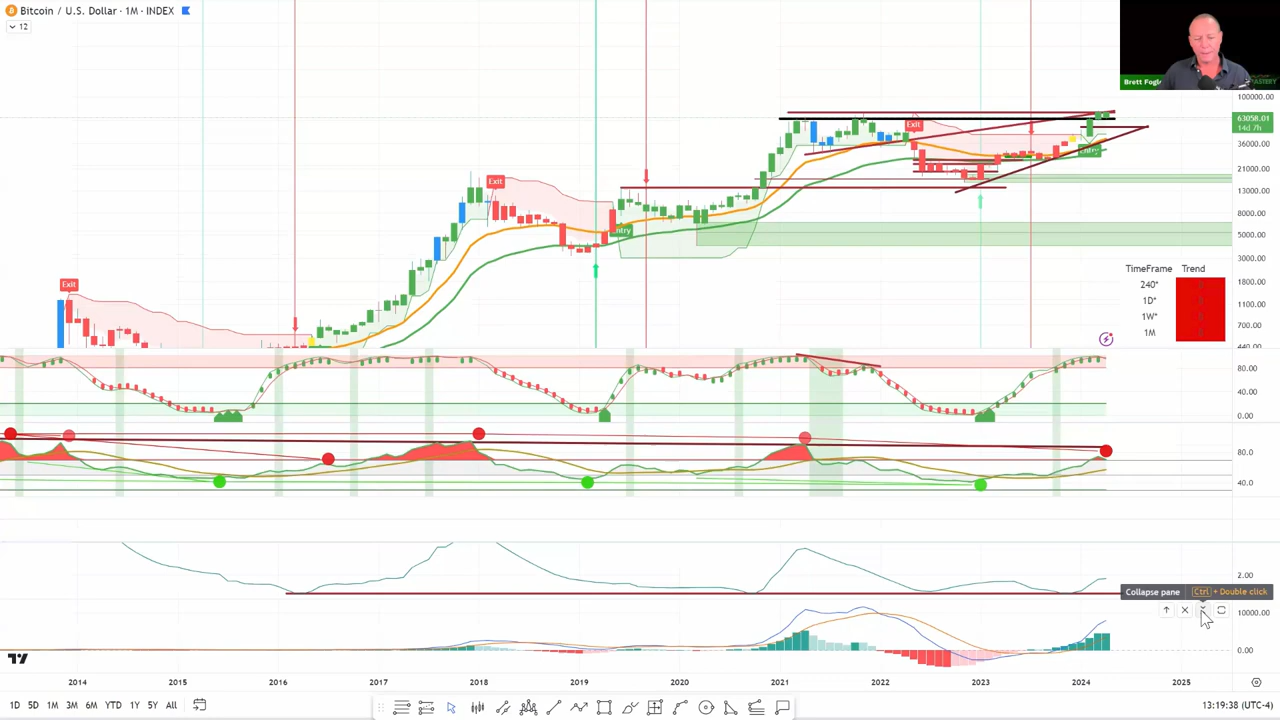 Bitcoin / U.S. Dollar · 1M · INDEX
12
Brett Fogl
ASTERY
100000.00
63058.01
14d 7h
36000.00
21000.00
13000.00
8000.00
5000.00
3000.00
1800.00
1100.00
700.00
440.00
Exit
Exit
Exit
Entry
Entry
TimeFrame Trend
240*
1D*
1W*
1M
80.00
40.00
0.00
80.0
40.0
2.00
Collapse pane Ctrl + Double click
10000.00
0.00
2014 2015 2016 2017 2018 2019 2020 2021 2022 2023 2024 2025
1D 5D 1M 3M 6M YTD 1Y 5Y All
13:19:38 (UTC-4)